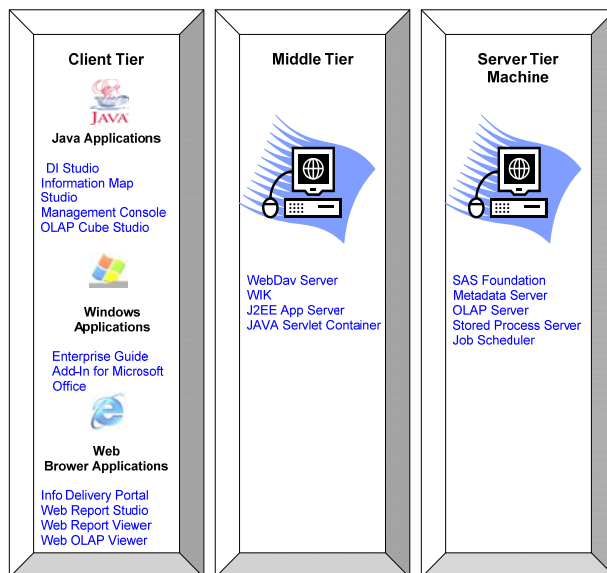 Client Tier
JAVA
Java Applications
DI Studio
Information Map
Studio
Management Console
OLAP Cube Studio
Windows
Applications
Enterprise Guide
Add-In for Microsoft
Office
Web
Brower Applications
Info Delivery Portal
Web Report Studio
Web Report Viewer
Web OLAP Viewer
Middle Tier
WebDav Server
WIK
J2EE App Server
JAVA Servlet Container
Server Tier
Machine
SAS Foundation
Metadata Server
OLAP Server
Stored Process Server
Job Scheduler